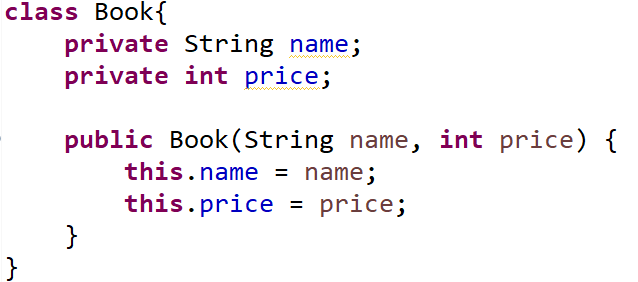 class Book{
    private String name;
    private int price;

    public Book(String name, int price) {
        this.name = name;
        this.price = price;
    }
}